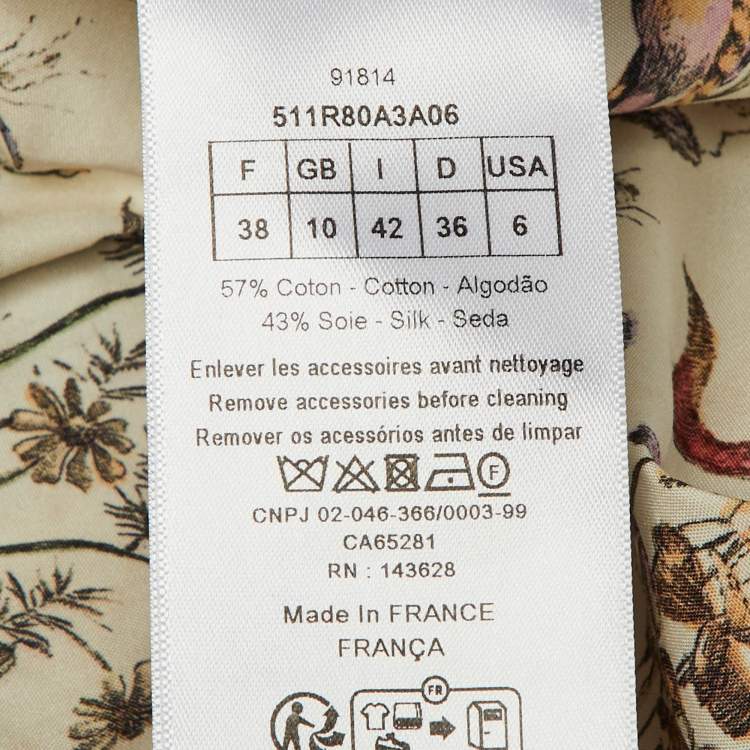 91814
511R80A3A06
F GB I D USA
38 10 42 36 6
57% Coton - Cotton - Algodão
43% Soie - Silk - Seda
Enlever les accessoires avant nettoyage
Remove accessories before cleaning
Remover os acessórios antes de limpar
F
CNPJ 02-046-366/0003-99
CA65281
RN : 143628
Made In FRANCE
FRANÇA
FR